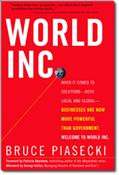 WORLD
INC.
WHEN IT COMES TO
SOLUTIONS—BOTH
LOCAL AND GLOBAL—
BUSINESSES ARE NOW
MORE POWERFUL
THAN GOVERNMENT.
WELCOME TO WORLD INC.
BRUCE PIASECKI